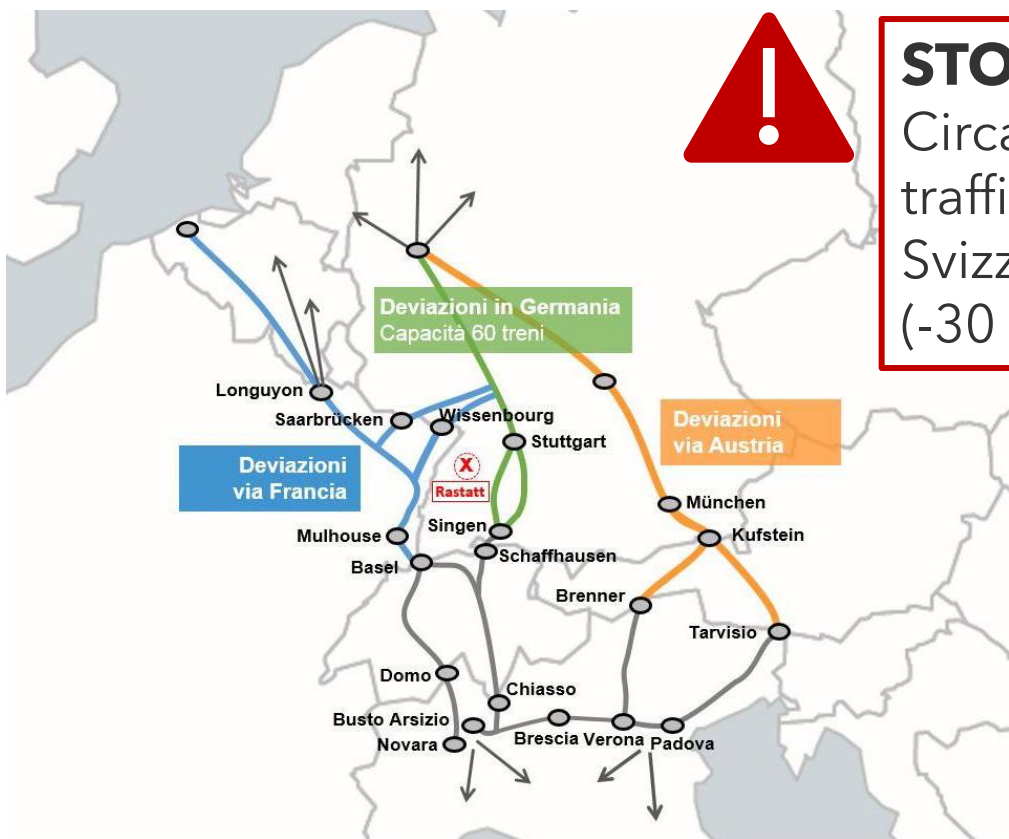 STO
Circa
traffi
Svizz
(-30
Deviazioni in Germania
Capacità 60 treni
Longuyon
Saarbrücken
Wissenbourg
Stuttgart
Deviazioni
via Austria
Deviazioni
via Francia
X
Rastatt
München
Singen
Mulhouse
Kufstein
Schaffhausen
Basel
Brenner
Tarvisio
Domo
Chiasso
Busto Arsizio
Novara
Brescia
Verona
Padova